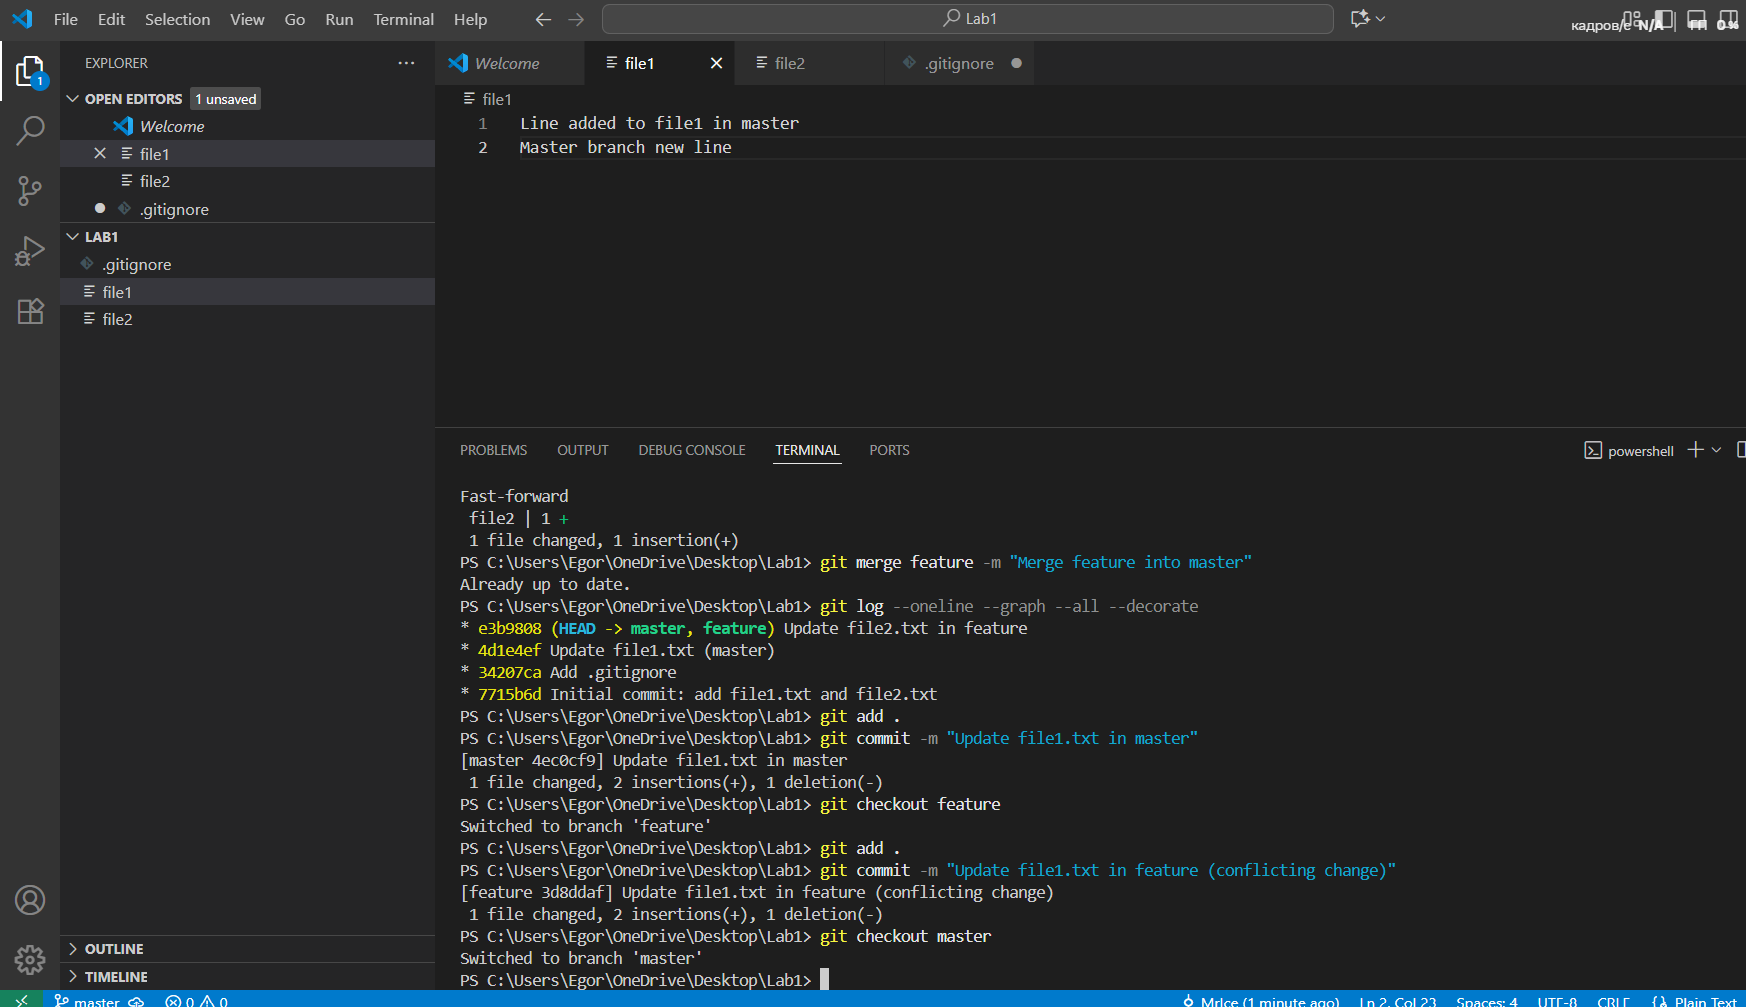 File Edit Selection View Go Run Terminal Help
Lab1
кадров/с N/A
EXPLORER
1
OPEN EDITORS 1 unsaved
Welcome
file1
file2
.gitignore
LAB1
.gitignore
file1
file2
OUTLINE
TIMELINE
Welcome file1 file2 .gitignore
file1
1 Line added to file1 in master
2 Master branch new line
PROBLEMS OUTPUT DEBUG CONSOLE TERMINAL PORTS
powershell
Fast-forward
file2 | 1 +
1 file changed, 1 insertion(+)
PS C:\Users\Egor\OneDrive\Desktop\Lab1> git merge feature -m "Merge feature into master"
Already up to date.
PS C:\Users\Egor\OneDrive\Desktop\Lab1> git log --oneline --graph --all --decorate
* e3b9808 (HEAD -> master, feature) Update file2.txt in feature
* 4d1e4ef Update file1.txt (master)
* 34207ca Add .gitignore
* 7715b6d Initial commit: add file1.txt and file2.txt
PS C:\Users\Egor\OneDrive\Desktop\Lab1> git add .
PS C:\Users\Egor\OneDrive\Desktop\Lab1> git commit -m "Update file1.txt in master"
[master 4ec0cf9] Update file1.txt in master
1 file changed, 2 insertions(+), 1 deletion(-)
PS C:\Users\Egor\OneDrive\Desktop\Lab1> git checkout feature
Switched to branch 'feature'
PS C:\Users\Egor\OneDrive\Desktop\Lab1> git add .
PS C:\Users\Egor\OneDrive\Desktop\Lab1> git commit -m "Update file1.txt in feature (conflicting change)"
[feature 3d8ddaf] Update file1.txt in feature (conflicting change)
1 file changed, 2 insertions(+), 1 deletion(-)
PS C:\Users\Egor\OneDrive\Desktop\Lab1> git checkout master
Switched to branch 'master'
PS C:\Users\Egor\OneDrive\Desktop\Lab1>
master 0 0 MrIce (1 minute ago) Ln 2, Col 23 Spaces: 4 UTF-8 CRLF {} Plain Text